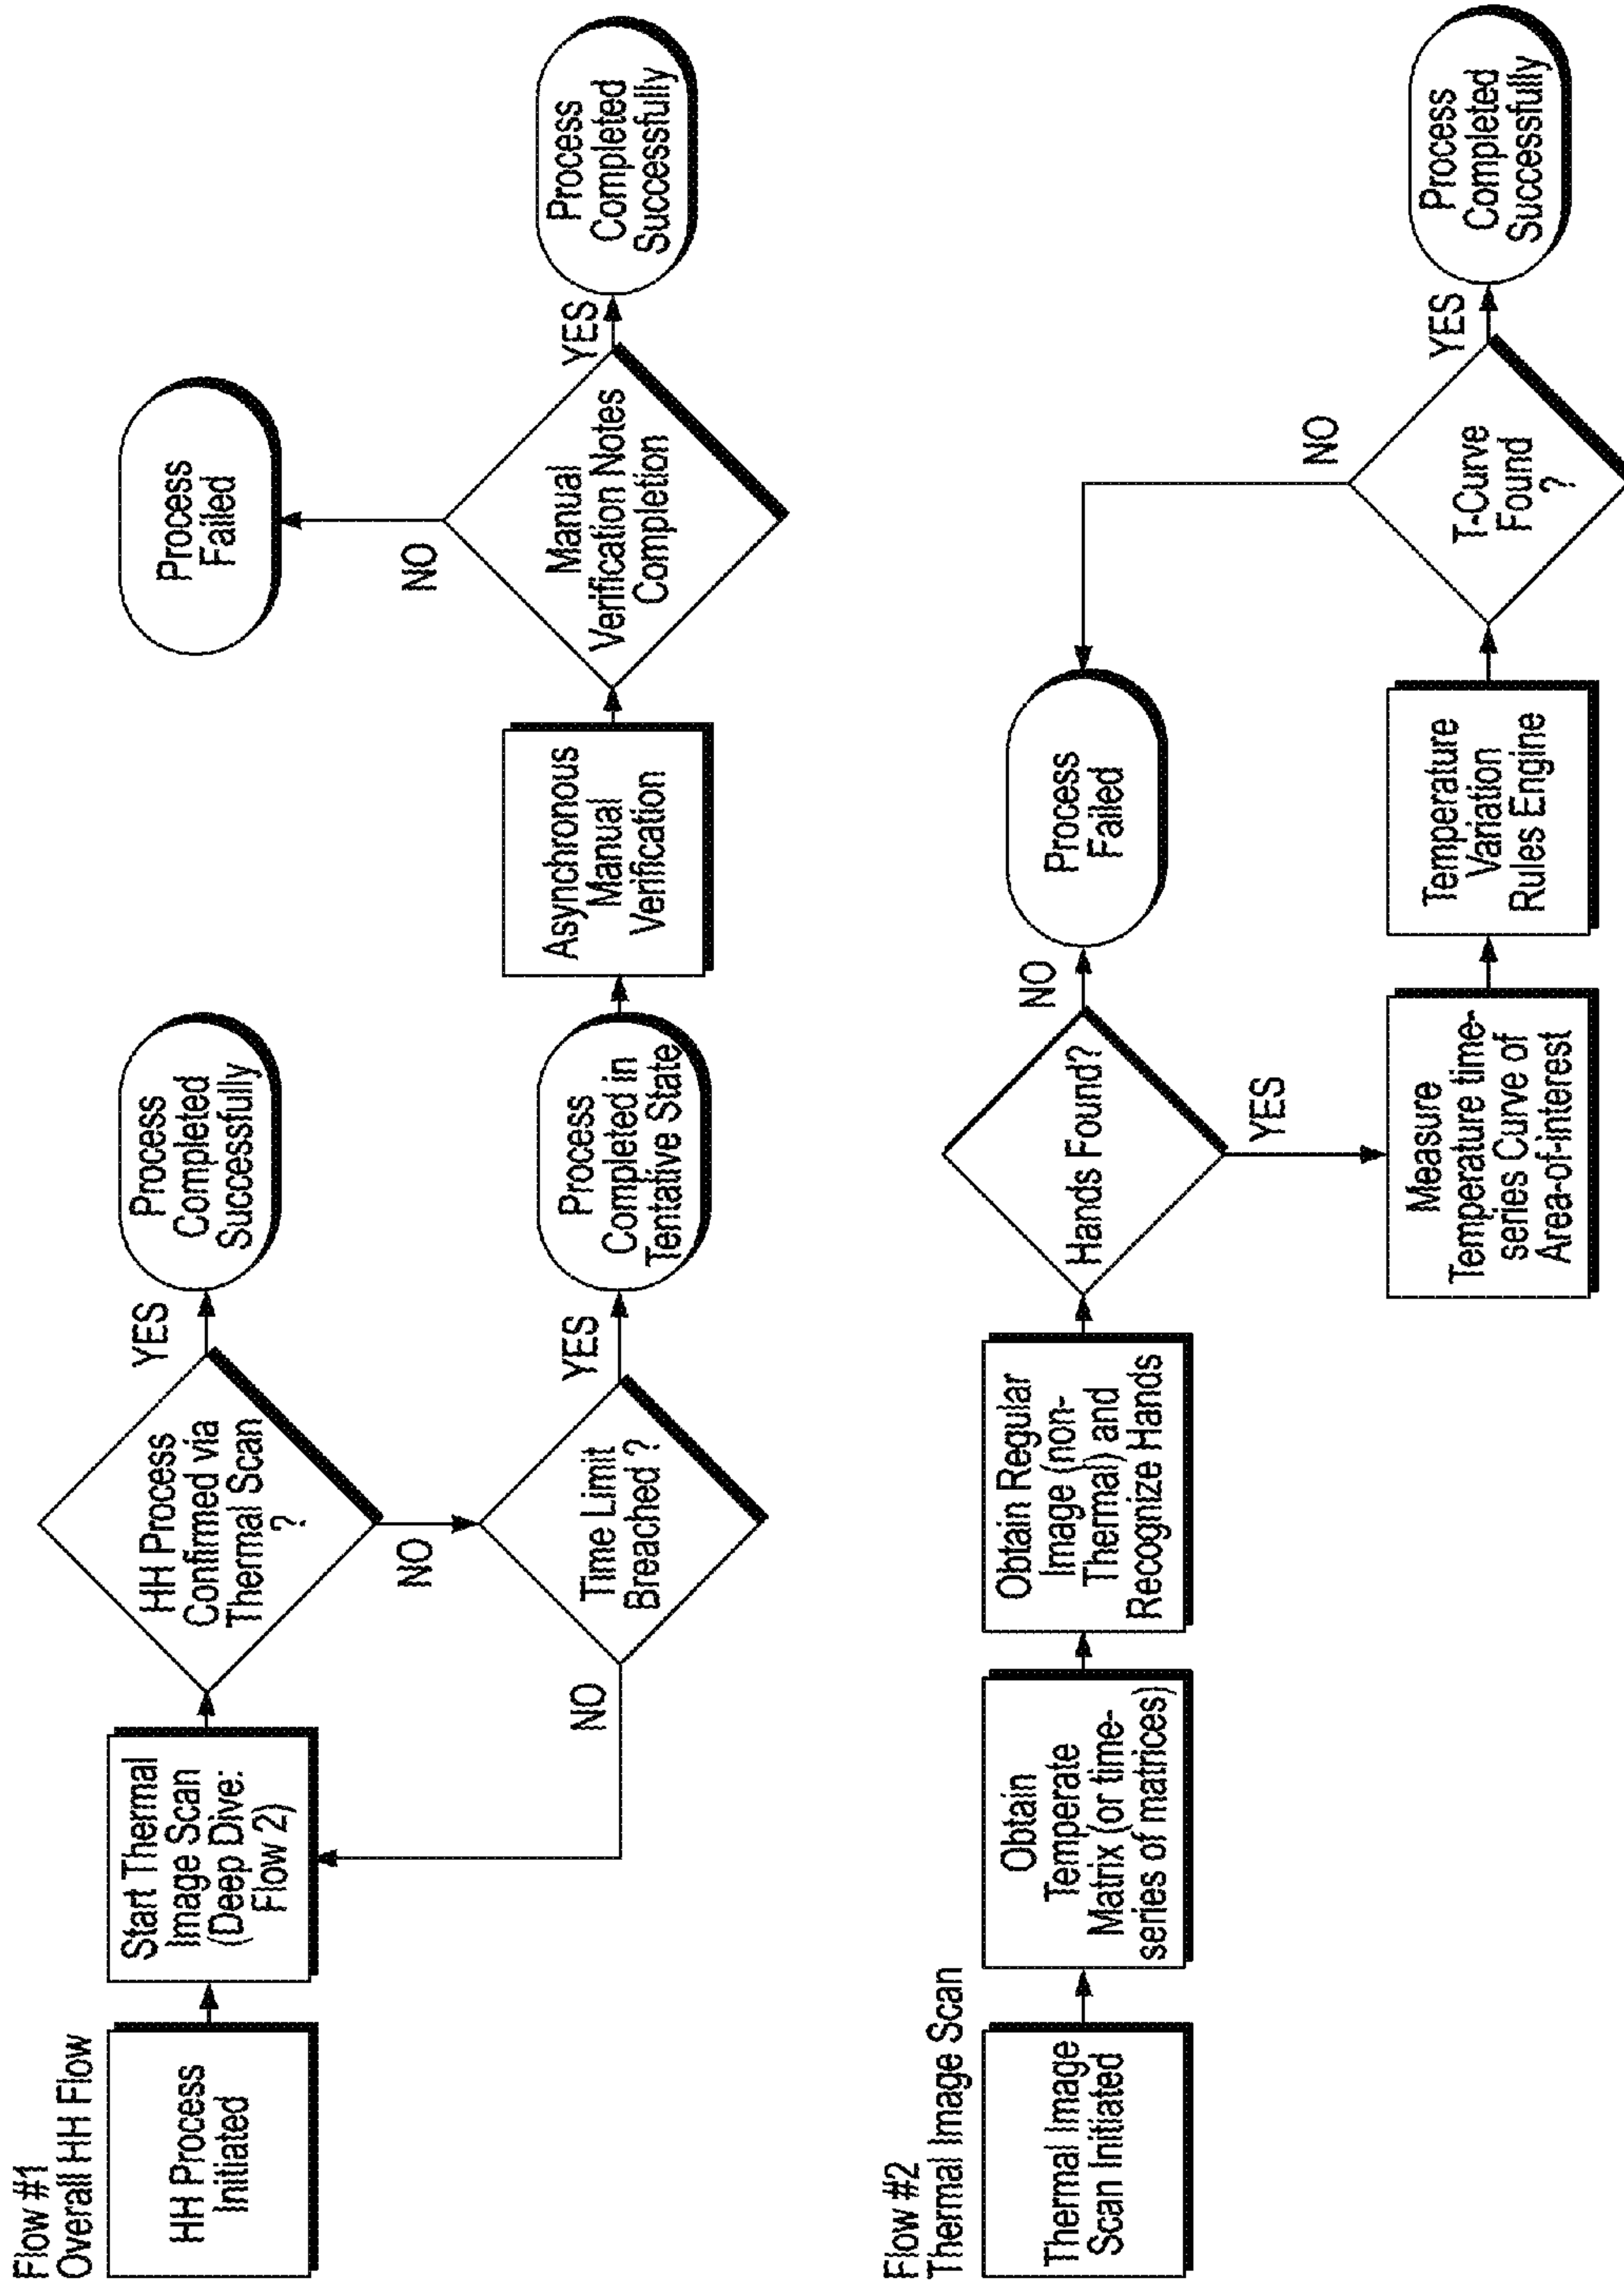 Flow #1
Overall HH Flow
HH Process
Initiated
Start Thermal
Image Scan
(Deep Dive:
Flow 2)
HH Process
Confirmed via
Thermal Scan
?
YES
Process
Completed
Successfully
NO
Time Limit
Breached ?
NO
YES
Process
Completed in
Tentative State
Asynchronous
Manual
Verification
Manual
Verification Notes
Completion
NO
Process
Failed
YES
Process
Completed
Successfully
Flow #2
Thermal Image Scan
Thermal Image
Scan Initiated
Obtain
Temperate
Matrix (or time-
series of matrices)
Obtain Regular
Image (non-
Thermal) and
Recognize Hands
Hands Found?
NO
Process
Failed
YES
Measure
Temperature time-
series Curve of
Area-of-interest
Temperature
Variation
Rules Engine
T-Curve
Found
?
NO
YES
Process
Completed
Successfully